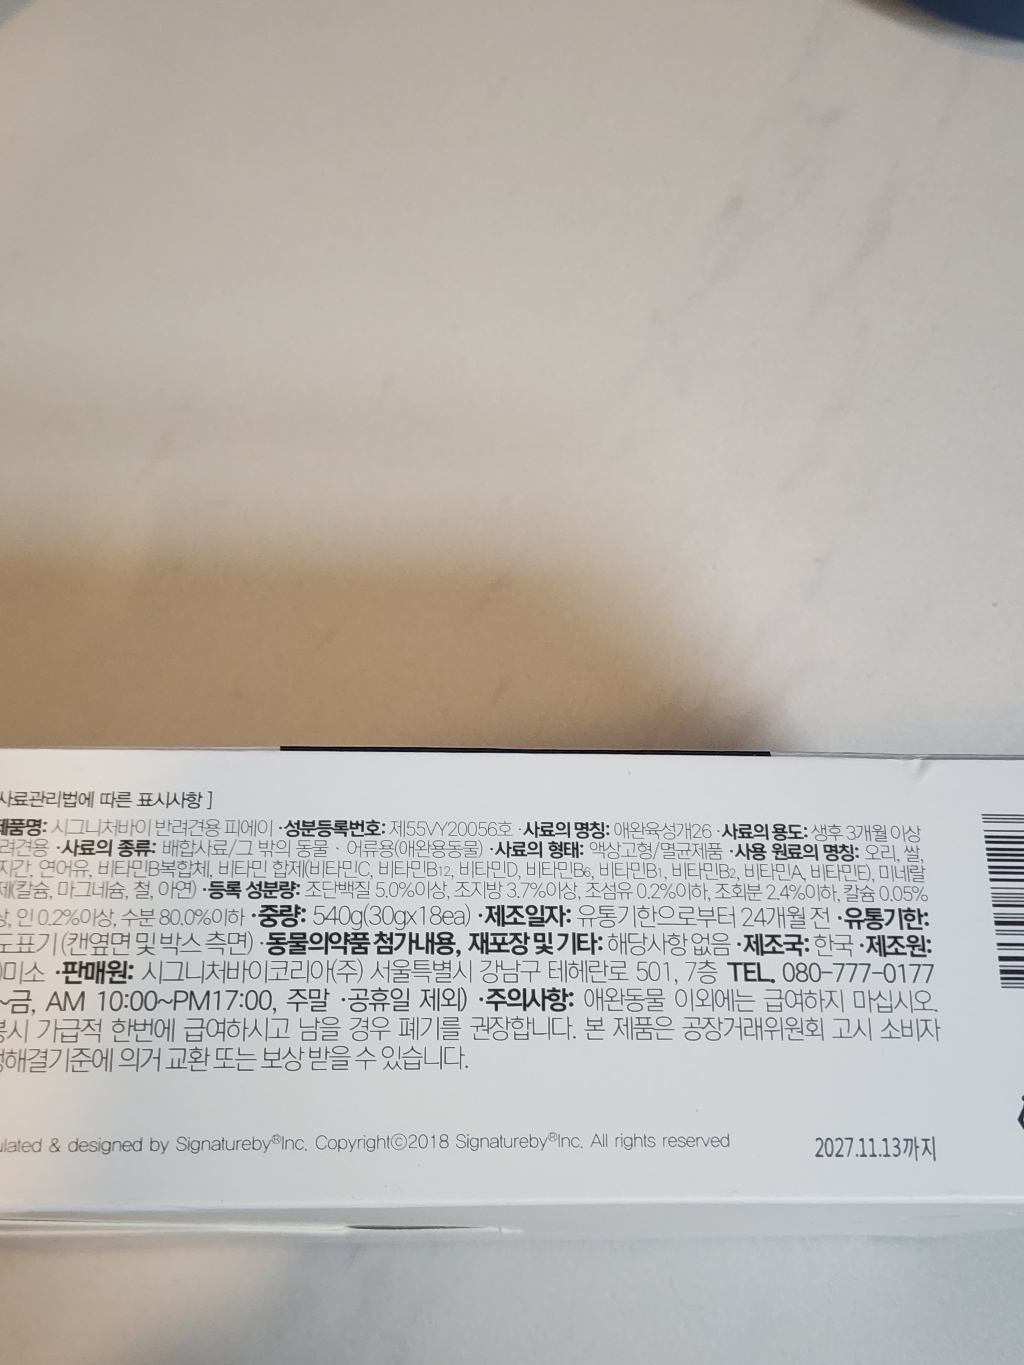 사료관리법에 따른 표시사항 ]
제품명: 시그니처바이 반려견용 피에이 ·성분등록번호: 제55VY20056호 ·사료의 명칭: 애완육성개26 ·사료의 용도: 생후 3개월 이상
려견용 ·사료의 종류: 배합사료/그 밖의 동물 · 어류용(애완용동물) ·사료의 형태: 액상고형/멸균제품 ·사용 원료의 명칭: 오리, 쌀,
지간, 연어유, 비타민B복합체, 비타민 합제(비타민C, 비타민B12, 비타민D, 비타민B6, 비타민B1, 비타민B2, 비타민A, 비타민E), 미네랄
제(칼슘, 마그네슘, 철, 아연) ·등록 성분량: 조단백질 5.0%이상, 조지방 3.7%이상, 조섬유 0.2%이하, 조회분 2.4%이하, 칼슘 0.05%
상, 인 0.2%이상, 수분 80.0%이하 ·중량: 540g(30gx18ea) ·제조일자: 유통기한으로부터 24개월 전 ·유통기한:
도표기(캔옆면 및 박스 측면) ·동물의약품 첨가내용, 재포장 및 기타: 해당사항 없음 ·제조국: 한국 ·제조원:
미소 ·판매원: 시그니처바이코리아(주) 서울특별시 강남구 테헤란로 501, 7층 TEL. 080-777-0177
~금, AM 10:00~PM17:00, 주말 ·공휴일 제외) ·주의사항: 애완동물 이외에는 급여하지 마십시오.
봉시 가급적 한번에 급여하시고 남을 경우 폐기를 권장합니다. 본 제품은 공장거래위원회 고시 소비자
쟁해결기준에 의거 교환 또는 보상 받을 수 있습니다.
ulated & designed by Signatureby®Inc. Copyright©2018 Signatureby®Inc. All rights reserved
2027.11.13까지